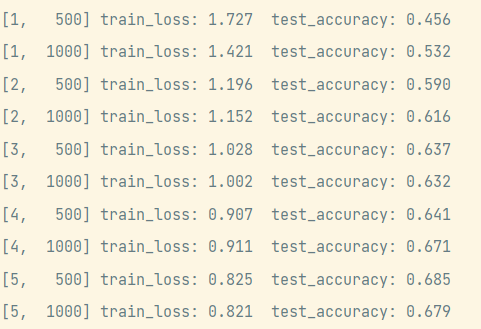 [1,   500] train_loss: 1.727  test_accuracy: 0.456
[1,  1000] train_loss: 1.421  test_accuracy: 0.532
[2,   500] train_loss: 1.196  test_accuracy: 0.590
[2,  1000] train_loss: 1.152  test_accuracy: 0.616
[3,   500] train_loss: 1.028  test_accuracy: 0.637
[3,  1000] train_loss: 1.002  test_accuracy: 0.632
[4,   500] train_loss: 0.907  test_accuracy: 0.641
[4,  1000] train_loss: 0.911  test_accuracy: 0.671
[5,   500] train_loss: 0.825  test_accuracy: 0.685
[5,  1000] train_loss: 0.821  test_accuracy: 0.679